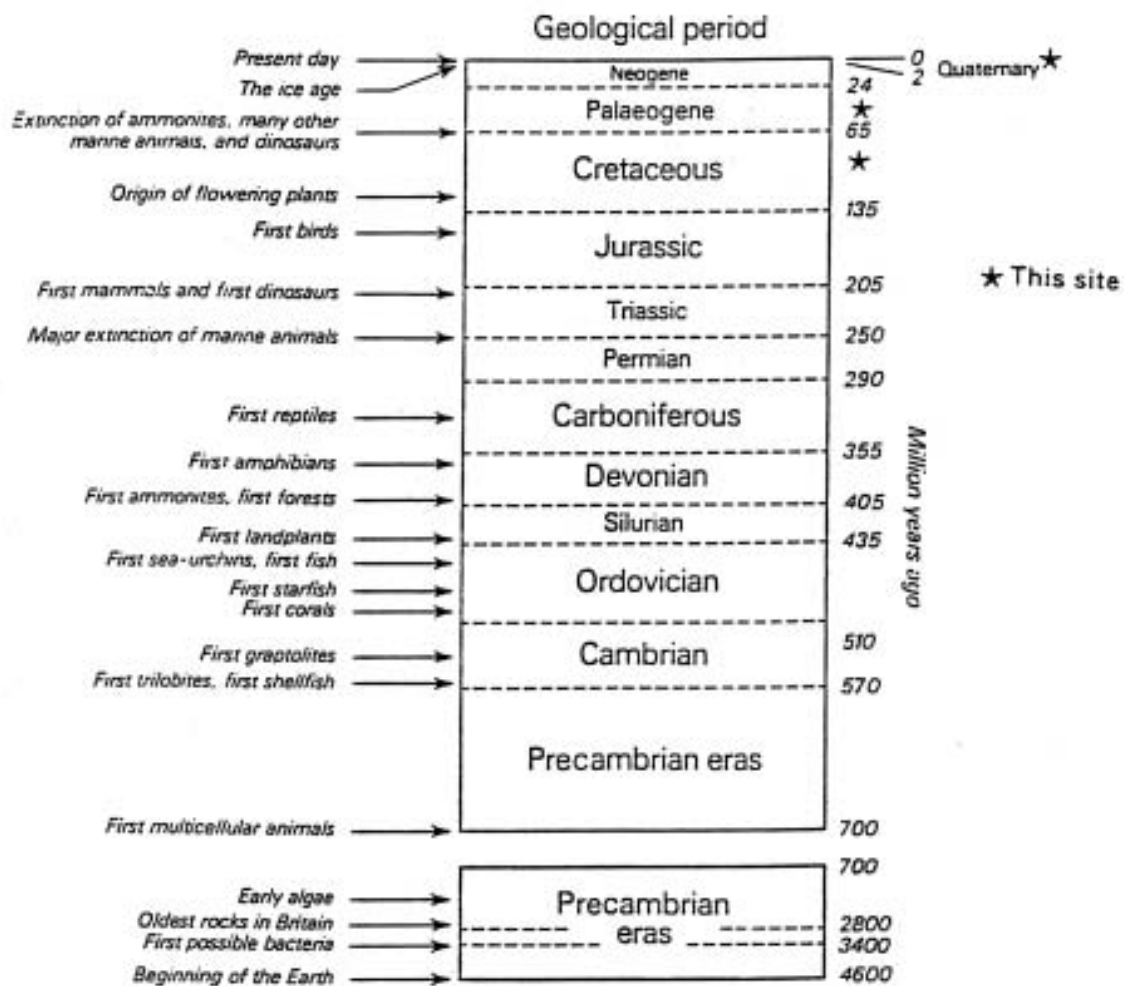 Geological period
Present day
0
2
Quaternary
The ice age
Neogene
24
Extinction of ammonites, many other
marine animals, and dinosaurs
Palaeogene
65
Cretaceous
Origin of flowering plants
135
First birds
Jurassic
205
This site
First mammals and first dinosaurs
Triassic
Major extinction of marine animals
250
Permian
290
First reptiles
Carboniferous
355
First amphibians
Devonian
First ammonites, first forests
405
Silurian
First landplants
435
First sea-urchins, first fish
Ordovician
First starfish
First corals
510
First graptolites
Cambrian
First trilobites, first shellfish
570
Million years ago
Precambrian eras
First multicellular animals
700
700
Early algae
Precambrian
eras
Oldest rocks in Britain
2800
First possible bacteria
3400
Beginning of the Earth
4600